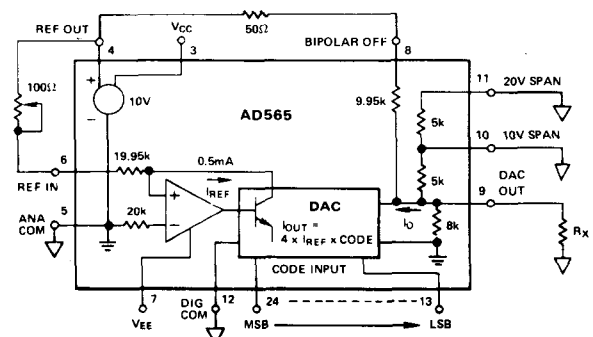 REF OUT
4
VCC
3
50Ω
BIPOLAR OFF
8
100Ω
+
10V
−
AD565
9.95k
11
20V SPAN
5k
10
10V SPAN
5k
9
DAC
OUT
6
REF IN
19.95k
0.5mA
IREF
+
−
DAC
IOUT =
4 x IREF x CODE
IO
8k
RX
5
ANA
COM
20k
CODE INPUT
7
VEE
DIG
COM
12
24
MSB
13
LSB